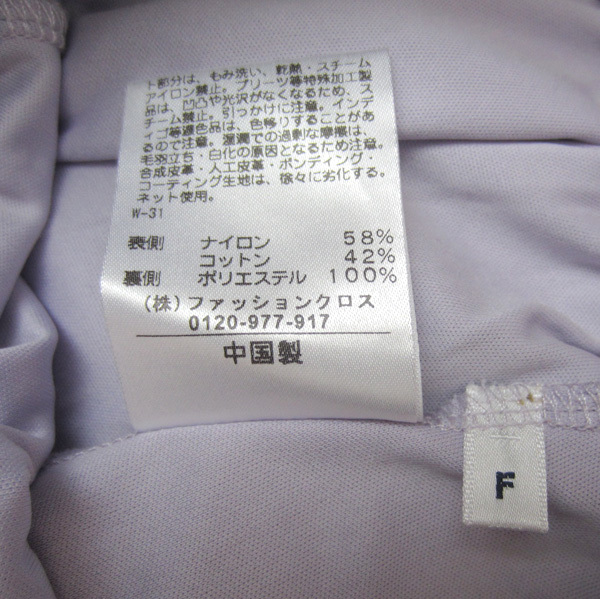 ト部分は、もみ洗い、乾熱・スチーム
アイロン禁止。プリーツ等特殊加工製
品は、凹凸や光沢がなくなるため、ス
チーム禁止。引っかけに注意。インデ
ィゴ等濃色品は、色移りすることがあ
るので注意。湿潤での過剰な摩擦は、
毛羽立ち・白化の原因となるため注意
合成皮革・人工皮革・ボンディング・
コーティング生地は、徐々に劣化する。
ネット使用。
W-31
表側 ナイロン 58%
コットン 42%
裏側 ポリエステル 100%
(株)ファッションクロス
0120-977-917
中国製
F